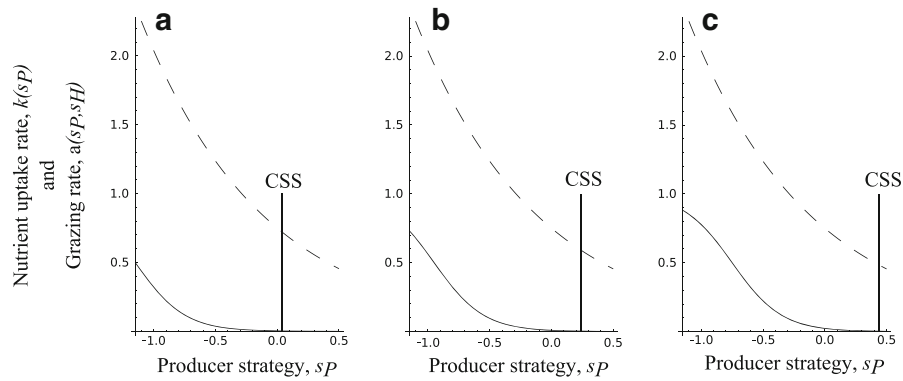 a
b
c
Nutrient uptake rate, k(sP)
and
Grazing rate, a(sP,sH)
2.0
1.5
1.0
0.5
CSS
-1.0 -0.5 0.0 0.5
Producer strategy, sP
2.0
1.5
1.0
0.5
CSS
-1.0 -0.5 0.0 0.5
Producer strategy, sP
2.0
1.5
1.0
0.5
CSS
-1.0 -0.5 0.0 0.5
Producer strategy, sP